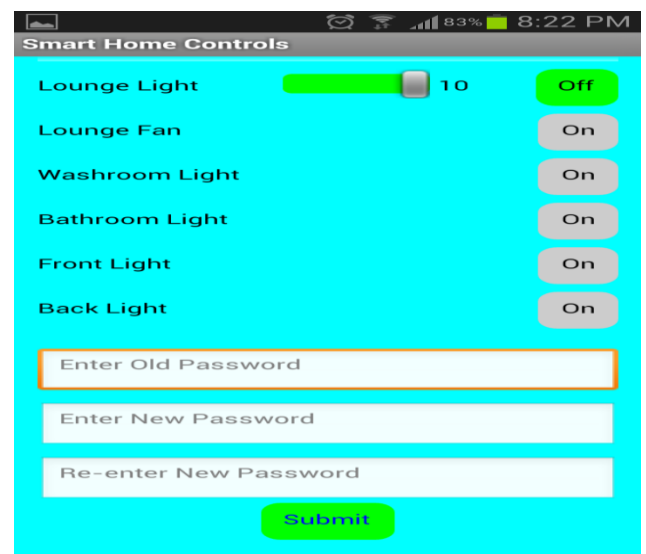 83% 8:22 PM
Smart Home Controls
Lounge Light 10 Off
Lounge Fan On
Washroom Light On
Bathroom Light On
Front Light On
Back Light On
Enter Old Password
Enter New Password
Re-enter New Password
Submit